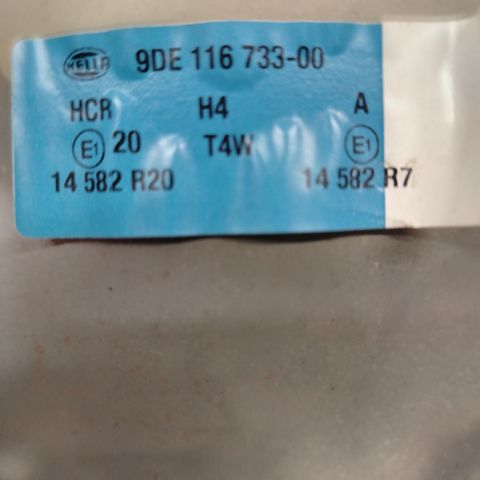 HELLA 9DE 116 733-00
HCR H4 A
E1 20 T4W E1
14 582 R20 14 582 R7